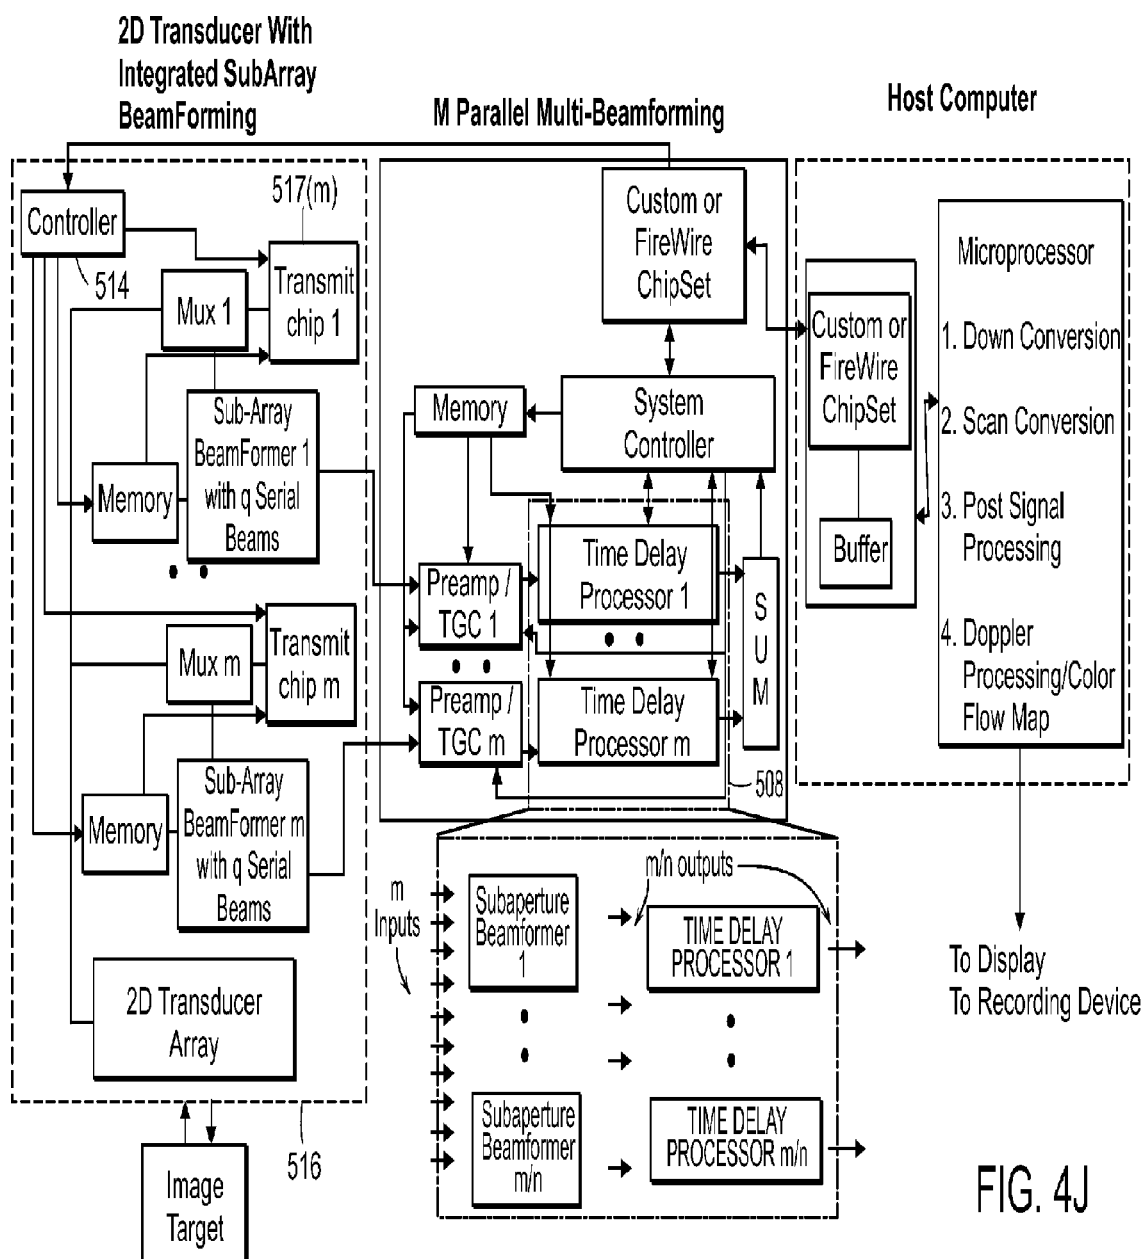 2D Transducer With
Integrated SubArray
BeamForming
M Parallel Multi-Beamforming
Host Computer
Controller
514
517(m)
Transmit
chip 1
Mux 1
Sub-Array
BeamFormer 1
with q Serial
Beams
Memory
Mux m
Transmit
chip m
Sub-Array
BeamFormer m
with q Serial
Beams
Memory
2D Transducer
Array
516
Image
Target
Custom or
FireWire
ChipSet
Memory
System
Controller
Preamp /
TGC 1
Time Delay
Processor 1
Preamp /
TGC m
Time Delay
Processor m
S
U
M
508
m
Inputs
Subaperture
Beamformer
1
m/n outputs
TIME DELAY
PROCESSOR 1
Subaperture
Beamformer
m/n
TIME DELAY
PROCESSOR m/n
Custom or
FireWire
ChipSet
Buffer
Microprocessor
1. Down Conversion
2. Scan Conversion
3. Post Signal
Processing
4. Doppler
Processing/Color
Flow Map
To Display
To Recording Device
FIG. 4J